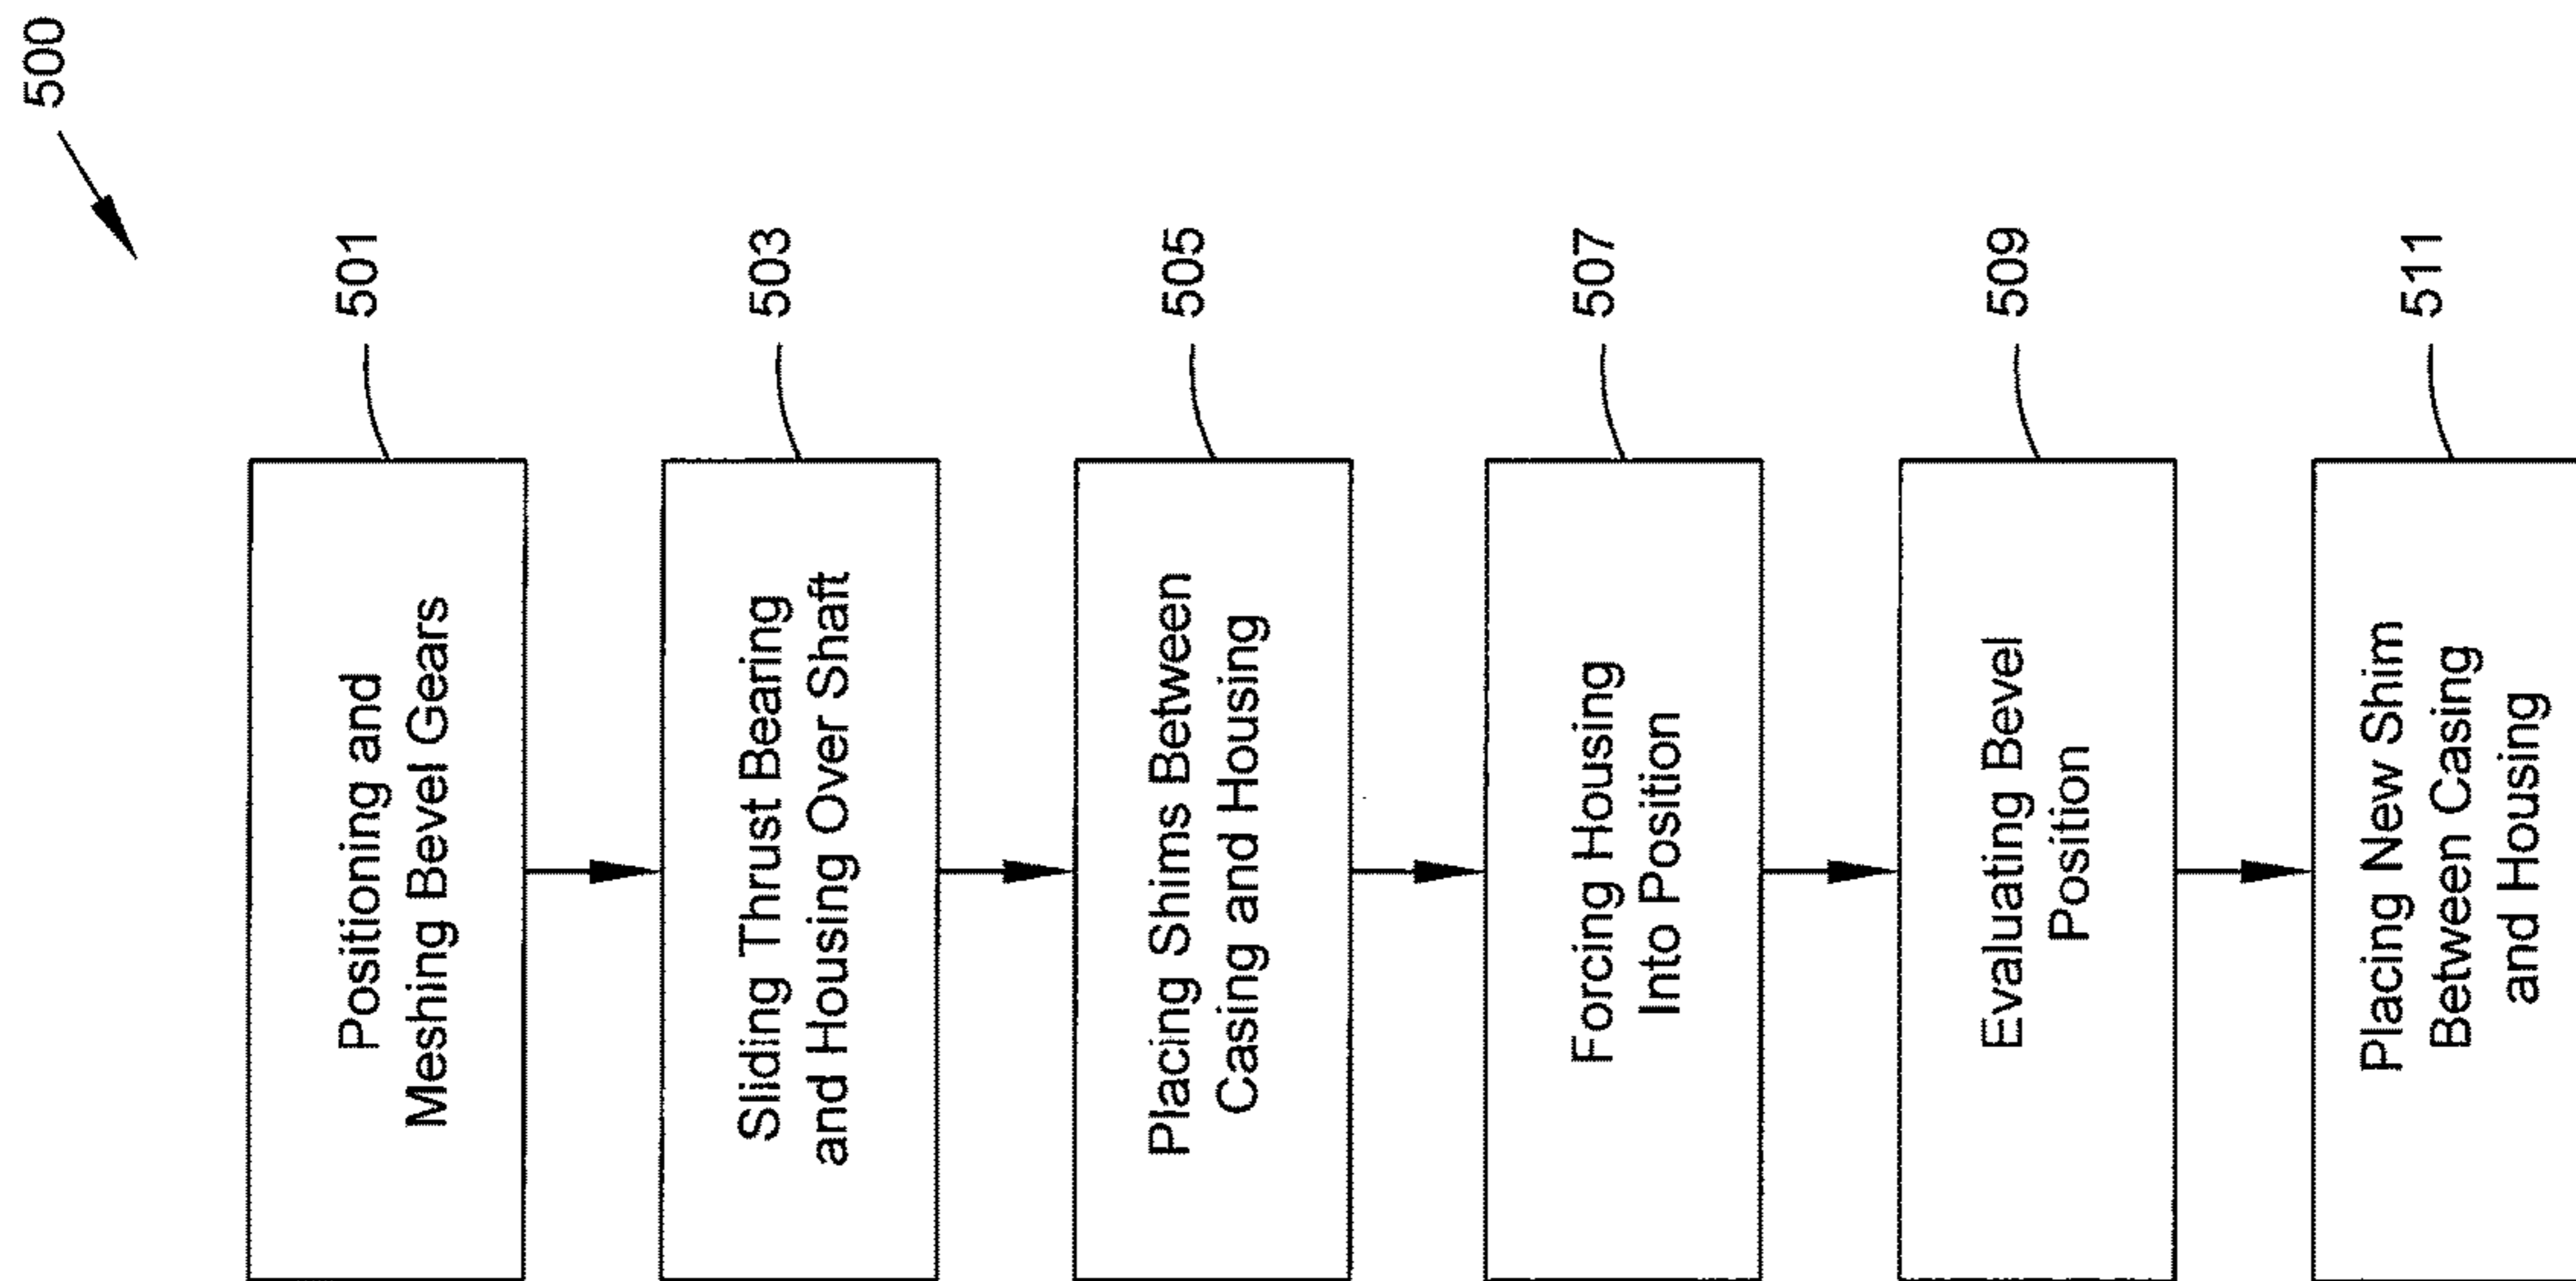 500
501
Positioning and
Meshing Bevel Gears
503
Sliding Thrust Bearing
and Housing Over Shaft
505
Placing Shims Between
Casing and Housing
507
Forcing Housing
Into Position
509
Evaluating Bevel
Position
511
Placing New Shim
Between Casing
and Housing